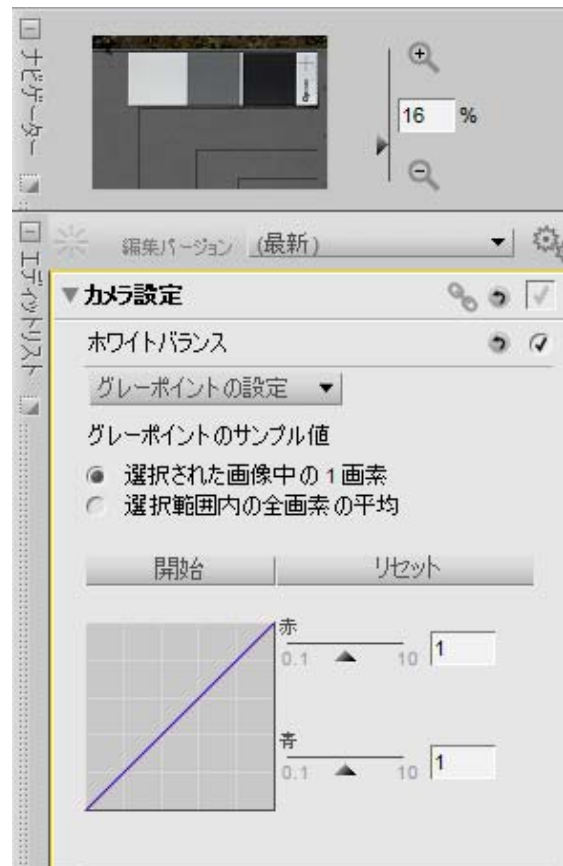 ナビゲーター
16 %
エディットリスト
編集バージョン (最新)
カメラ設定
ホワイトバランス
グレーポイントの設定
グレーポイントのサンプル値
選択された画像中の 1 画素
選択範囲内の全画素の平均
開始 リセット
赤
0.1 10 1
青
0.1 10 1